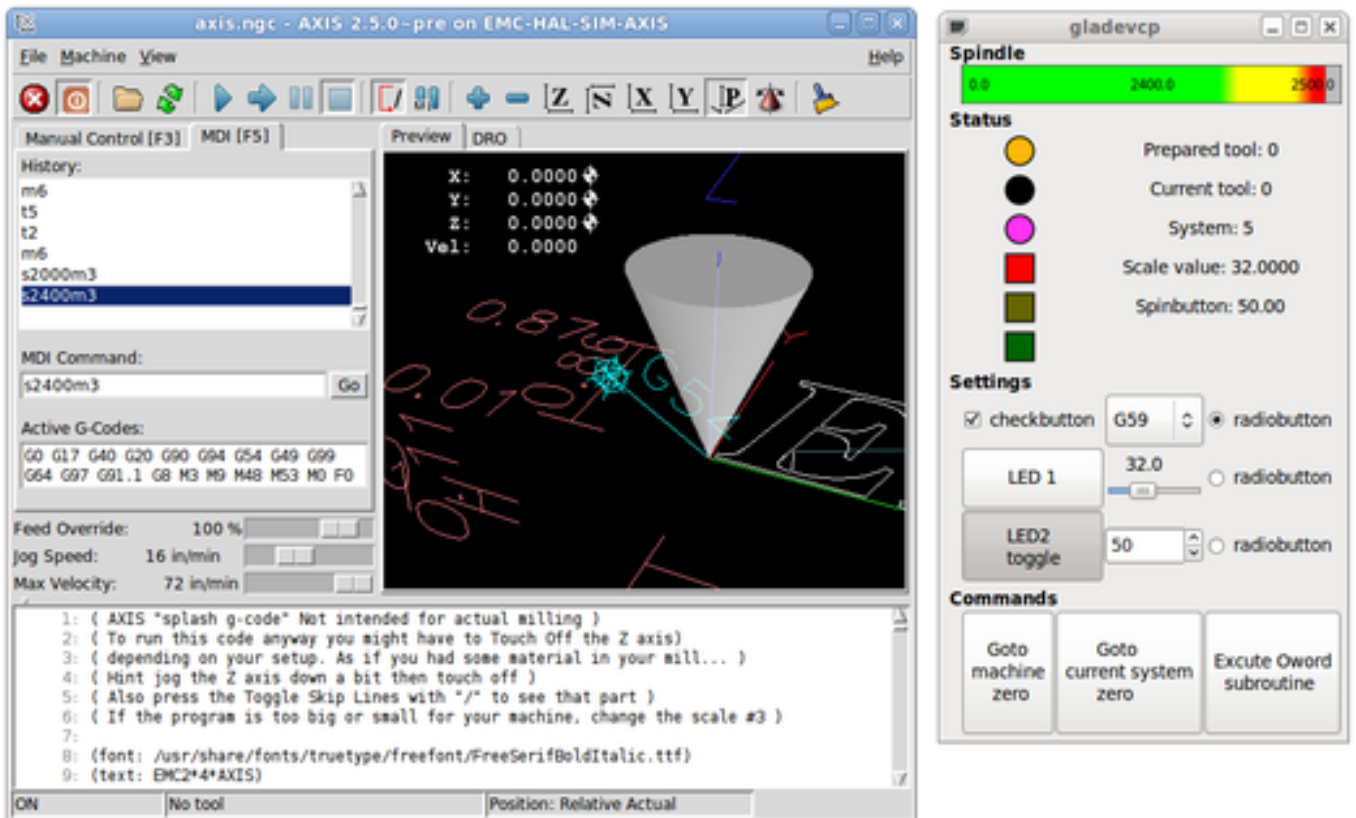 axis.ngc - AXIS 2.5.0~pre on EMC-HAL-SIM-AXIS
File Machine View Help
Z N X Y P
Manual Control [F3] MDI [F5]
History:
m6
t5
t2
m6
s2000m3
s2400m3
MDI Command:
s2400m3 Go
Active G-Codes:
G0 G17 G40 G20 G90 G94 G54 G49 G99
G64 G97 G91.1 G8 M3 M9 M48 M53 M0 F0
Feed Override: 100 %
Jog Speed: 16 in/min
Max Velocity: 72 in/min
Preview DRO
X: 0.0000
Y: 0.0000
Z: 0.0000
Vel: 0.0000
0.879
0.010
G54
Y
E
1: ( AXIS "splash g-code" Not intended for actual milling )
2: ( To run this code anyway you might have to Touch Off the Z axis)
3: ( depending on your setup. As if you had some material in your mill... )
4: ( Hint jog the Z axis down a bit then touch off )
5: ( Also press the Toggle Skip Lines with "/" to see that part )
6: ( If the program is too big or small for your machine, change the scale #3 )
7:
8: (font: /usr/share/fonts/truetype/freefont/FreeSerifBoldItalic.ttf)
9: (text: EMC2*4*AXIS)
ON No tool Position: Relative Actual
gladevcp
Spindle
0.0 2400.0 2500.0
Status
Prepared tool: 0
Current tool: 0
System: 5
Scale value: 32.0000
Spinbutton: 50.00
Settings
checkbutton G59 radiobutton
LED 1 32.0 radiobutton
LED2
toggle 50 radiobutton
Commands
Goto
machine
zero
Goto
current system
zero
Excute Oword
subroutine